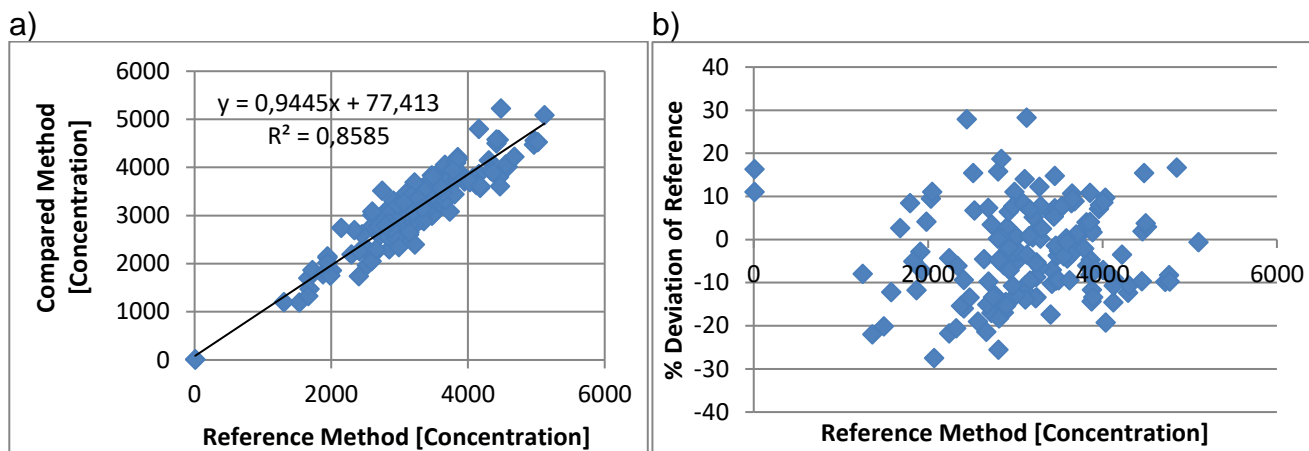 a)
6000
5000
4000
3000
2000
1000
0
y = 0,9445x + 77,413
R² = 0,8585
0 2000 4000 6000
Compared Method
[Concentration]
Reference Method [Concentration]
b)
40
30
20
10
0
-10
-20
-30
-40
0 2000 4000 6000
% Deviation of Reference
Reference Method [Concentration]